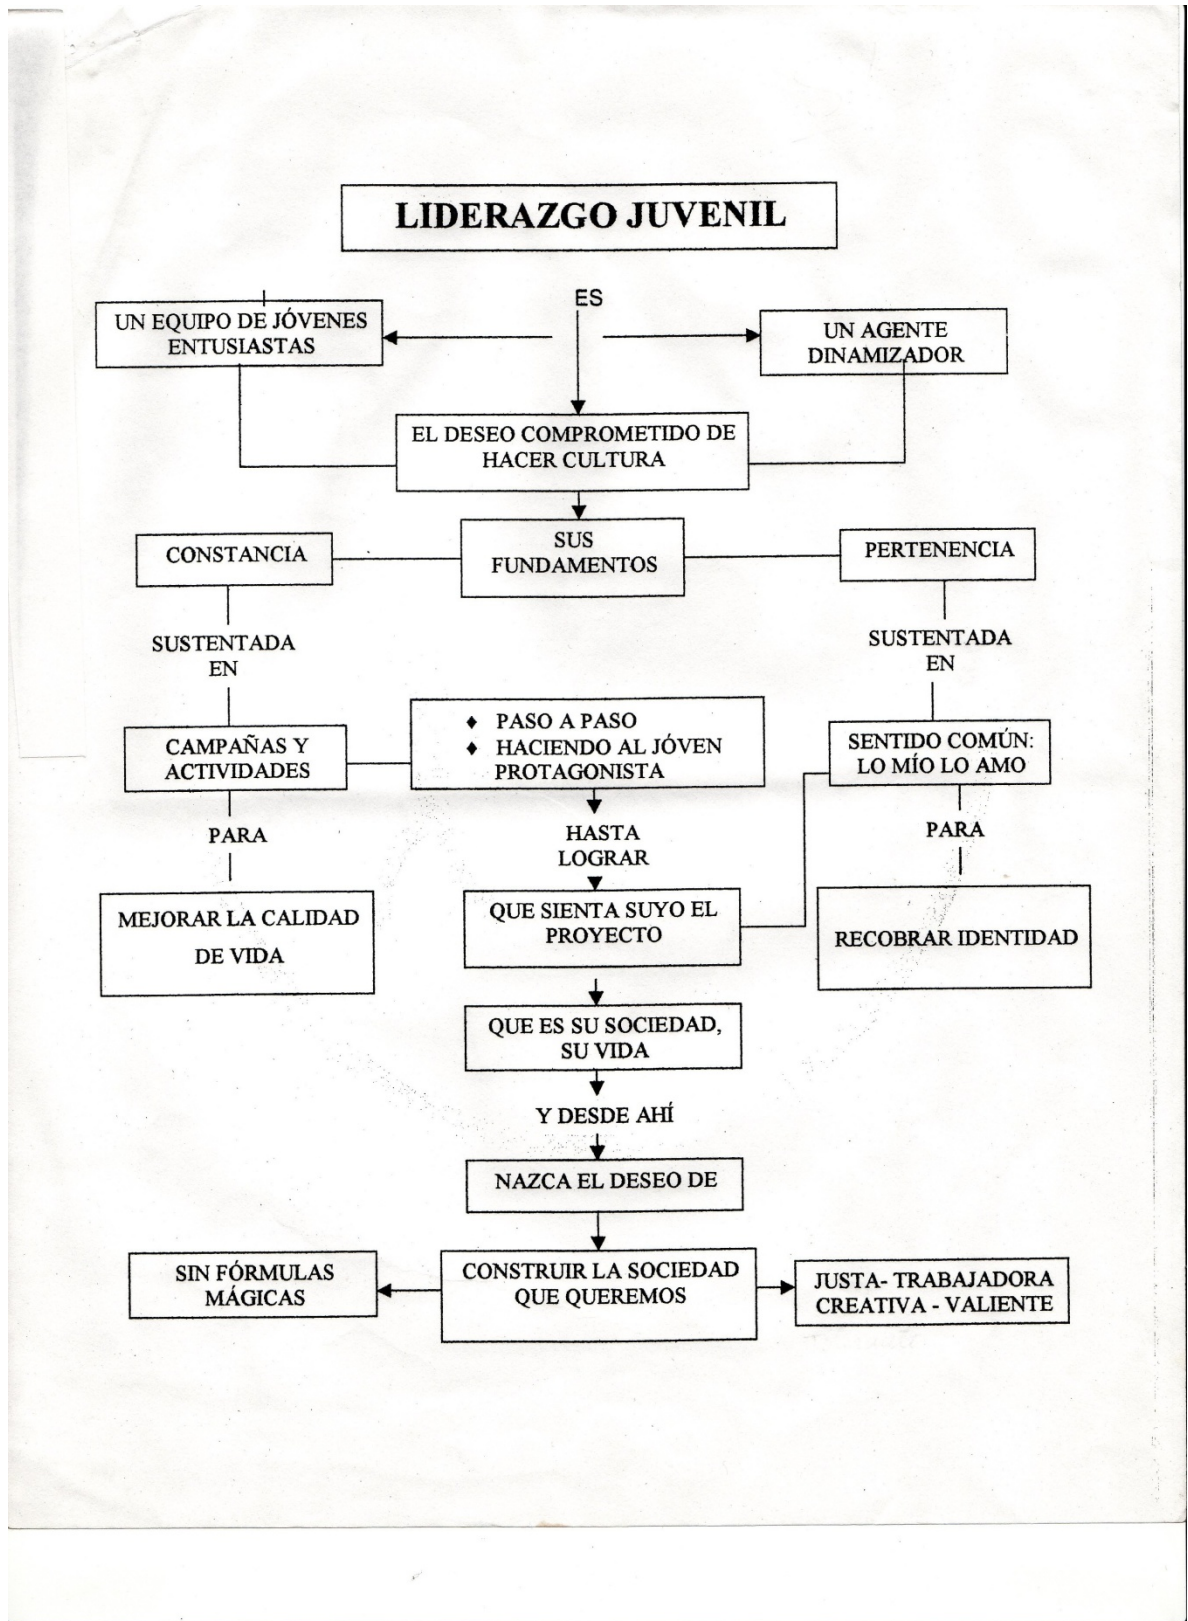 LIDERAZGO JUVENIL
ES
UN EQUIPO DE JÓVENES
ENTUSIASTAS
UN AGENTE
DINAMIZADOR
EL DESEO COMPROMETIDO DE
HACER CULTURA
CONSTANCIA
SUS
FUNDAMENTOS
PERTENENCIA
SUSTENTADA
EN
SUSTENTADA
EN
CAMPAÑAS Y
ACTIVIDADES
♦ PASO A PASO
♦ HACIENDO AL JÓVEN
PROTAGONISTA
SENTIDO COMÚN:
LO MÍO LO AMO
PARA
HASTA
LOGRAR
PARA
MEJORAR LA CALIDAD
DE VIDA
QUE SIENTA SUYO EL
PROYECTO
RECOBRAR IDENTIDAD
QUE ES SU SOCIEDAD,
SU VIDA
Y DESDE AHÍ
NAZCA EL DESEO DE
SIN FÓRMULAS
MÁGICAS
CONSTRUIR LA SOCIEDAD
QUE QUEREMOS
JUSTA- TRABAJADORA
CREATIVA - VALIENTE